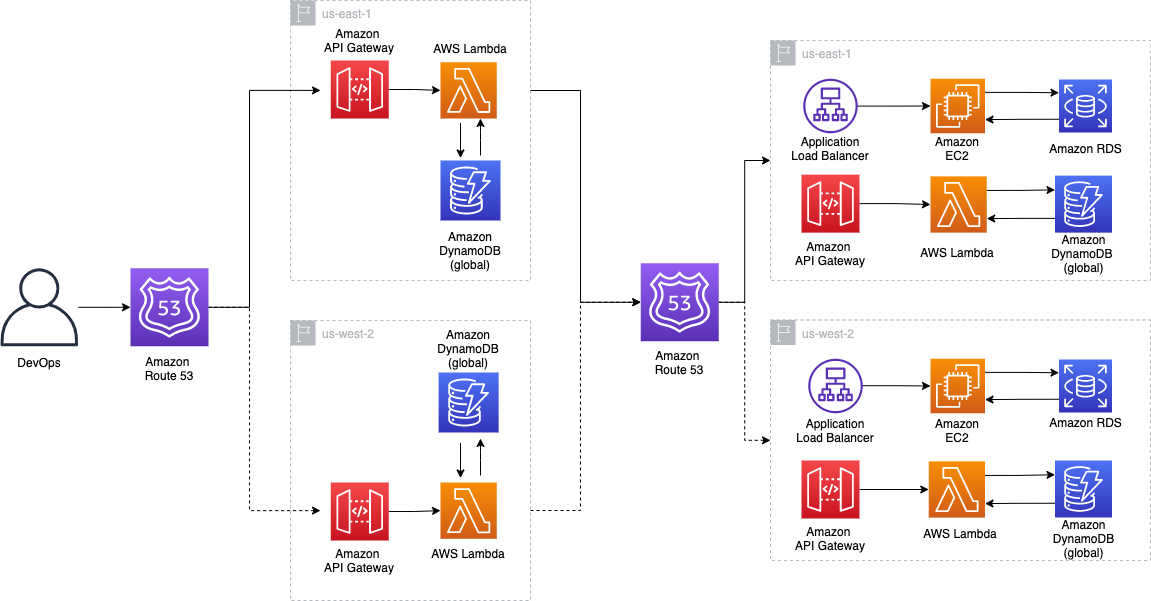 us-east-1
Amazon
API Gateway
AWS Lambda
Amazon
DynamoDB
(global)
DevOps
53
Amazon
Route 53
us-west-2
Amazon
DynamoDB
(global)
</>
Amazon
API Gateway
AWS Lambda
</>
53
Amazon
Route 53
us-east-1
Application
Load Balancer
Amazon
EC2
Amazon RDS
</>
Amazon
API Gateway
AWS Lambda
Amazon
DynamoDB
(global)
us-west-2
Application
Load Balancer
Amazon
EC2
Amazon RDS
</>
Amazon
API Gateway
AWS Lambda
Amazon
DynamoDB
(global)
</>